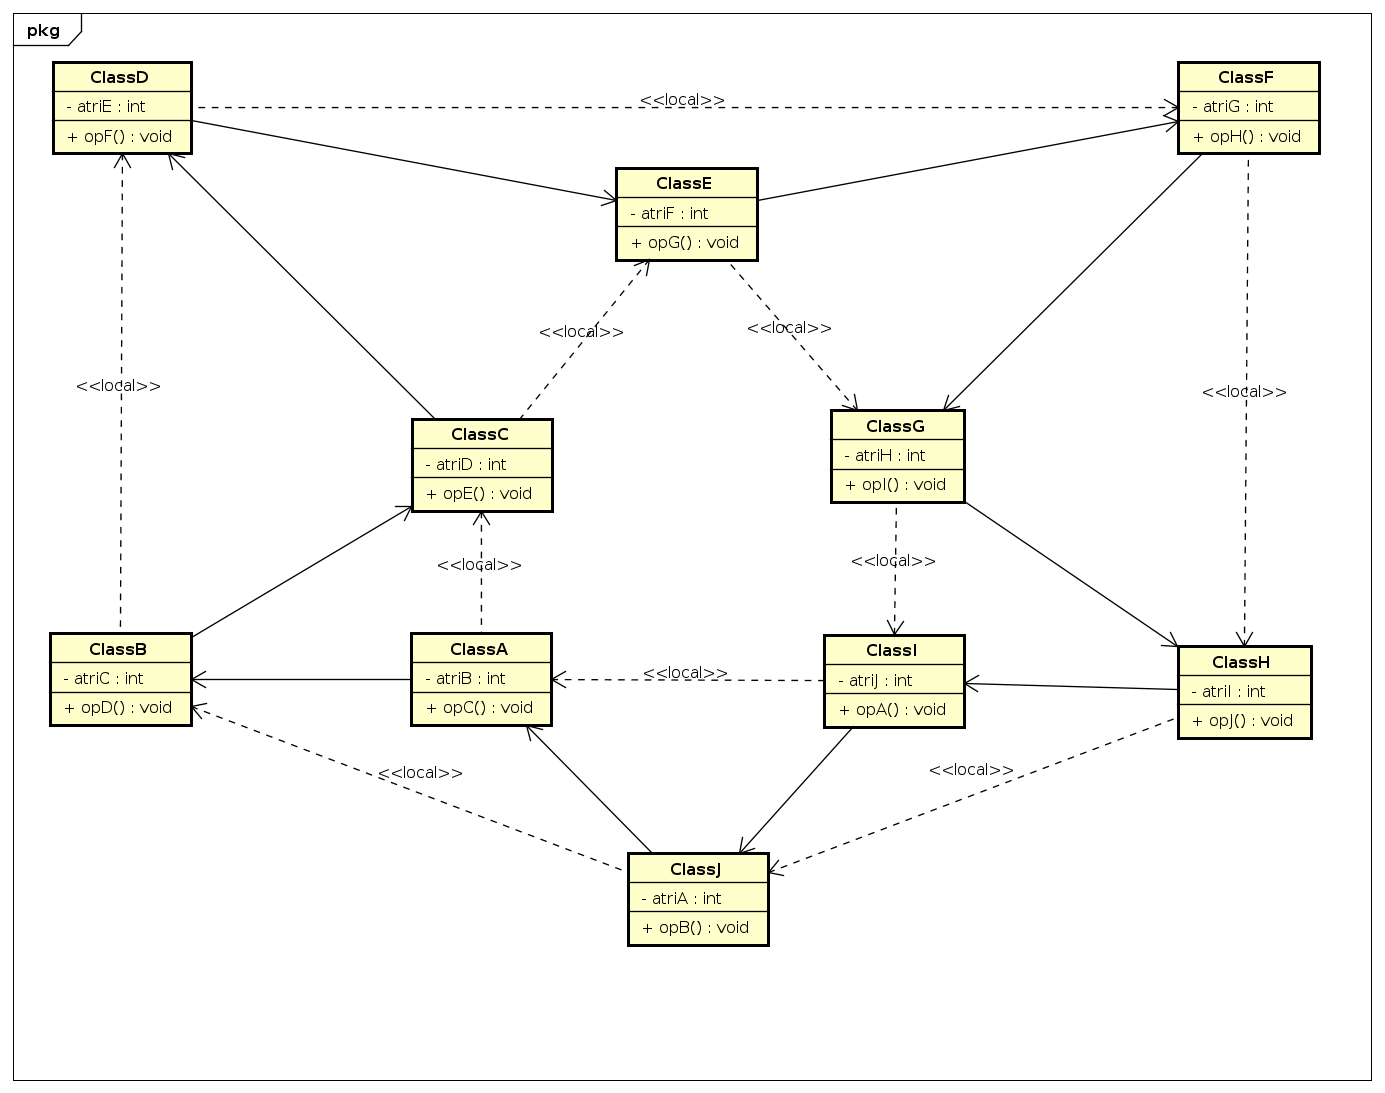 pkg
ClassD
- atriE : int
+ opF() : void
<<local>>
ClassF
- atriG : int
+ opH() : void
ClassE
- atriF : int
+ opG() : void
<<local>>
<<local>>
<<local>>
<<local>>
ClassC
- atriD : int
+ opE() : void
ClassG
- atriH : int
+ opI() : void
<<local>>
<<local>>
ClassB
- atriC : int
+ opD() : void
ClassA
- atriB : int
+ opC() : void
<<local>>
ClassI
- atriJ : int
+ opA() : void
ClassH
- atriI : int
+ opJ() : void
<<local>>
<<local>>
ClassJ
- atriA : int
+ opB() : void